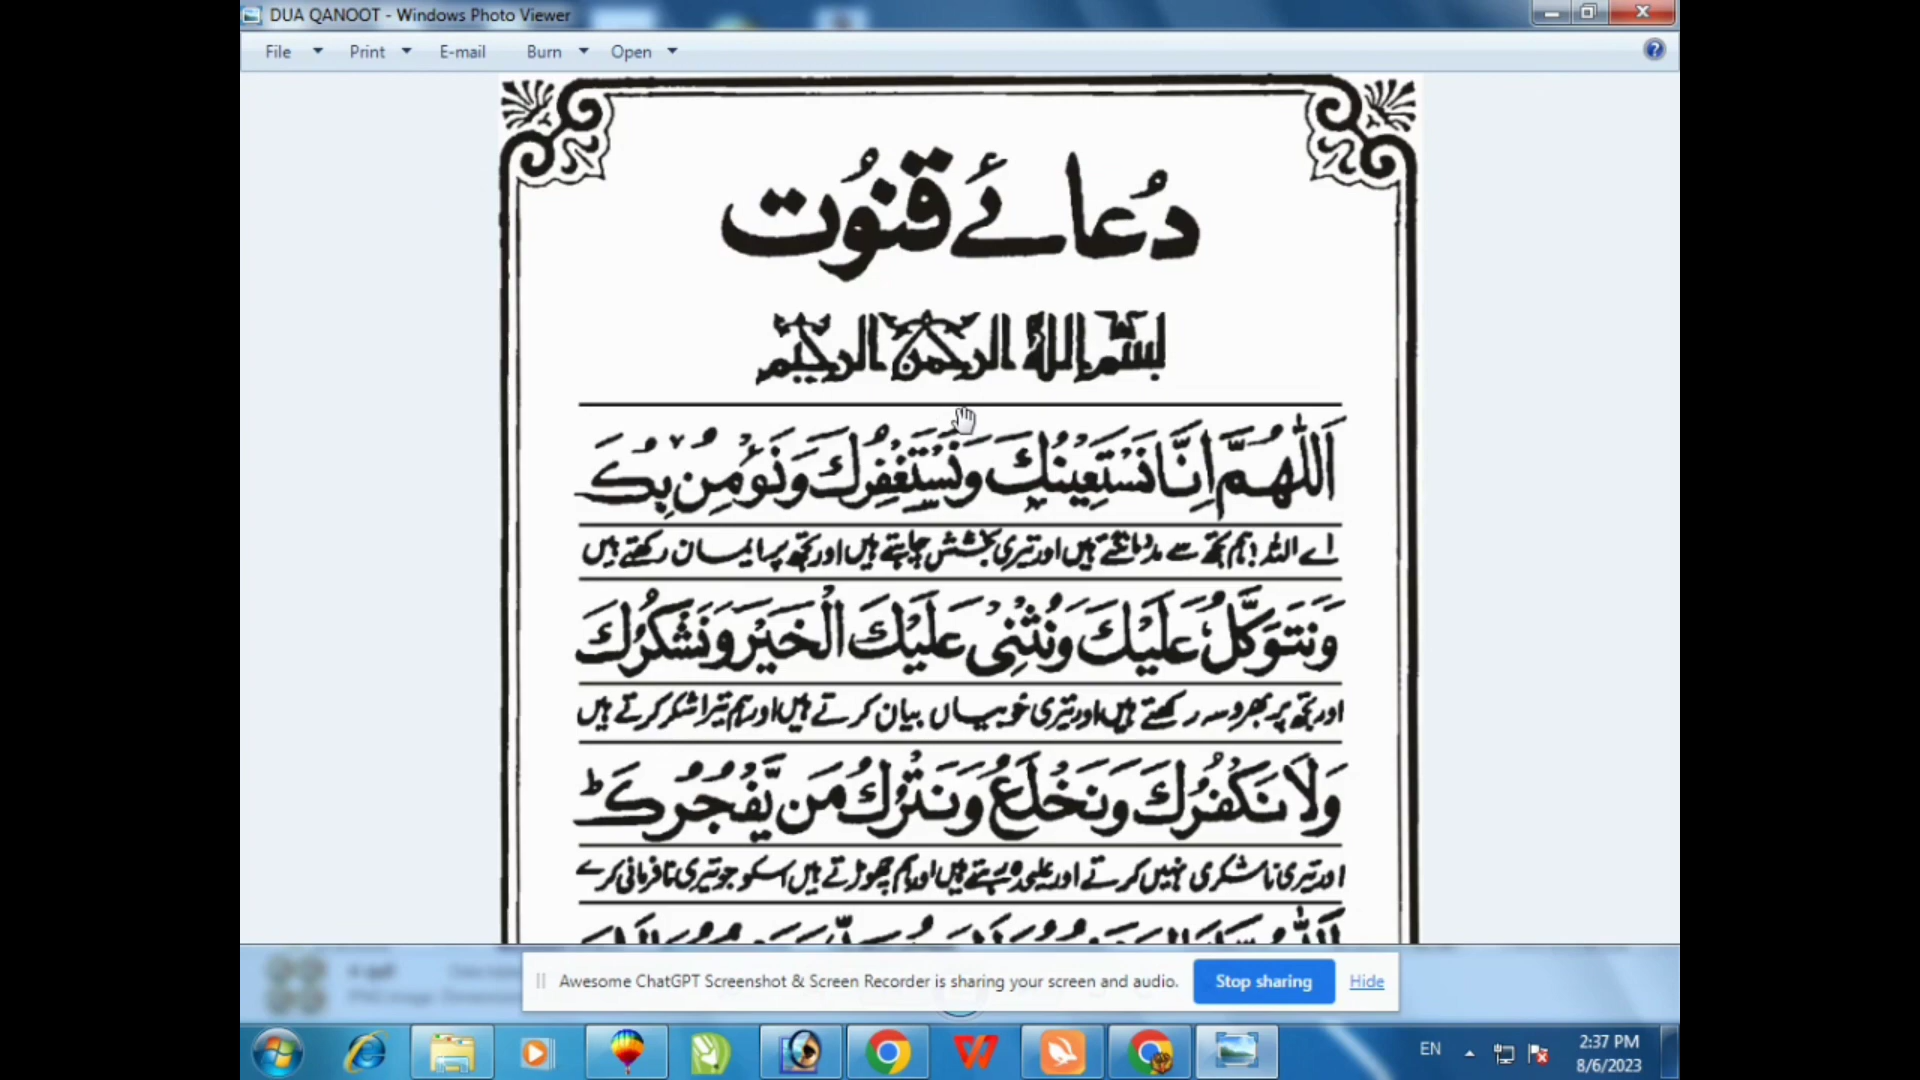 DUA QANOOT - Windows Photo Viewer
File Print E-mail Burn Open
دُعائے قنوُت
بسم الله الرحمن الرحيم
اَللّٰهُمَّ اِنَّا نَسْتَعِيْنُكَ وَنَسْتَغْفِرُكَ وَنُؤْمِنُ بِكَ
اے اللہ! ہم تجھ سے مدد مانگتے ہیں اور تیری بخشش چاہتے ہیں اور تجھ پر ایمان رکھتے ہیں
وَنَتَوَكَّلُ عَلَيْكَ وَنُثْنِىْ عَلَيْكَ الْخَيْرَ وَنَشْكُرُكَ
اور تجھ پر بھروسہ رکھتے ہیں اور تیری خوبیاں بیان کرتے ہیں اور ہم تیرا شکر کرتے ہیں
وَلَا نَكْفُرُكَ وَنَخْلَعُ وَنَتْرُكُ مَن يَّفْجُرُكَ ط
اور تیری ناشکری نہیں کرتے اور علیحدہ رہتے ہیں اور ہم چھوڑتے ہیں اسکو جو تیری نافرمانی کرے
Awesome ChatGPT Screenshot & Screen Recorder is sharing your screen and audio. Stop sharing Hide
EN 2:37 PM
8/6/2023